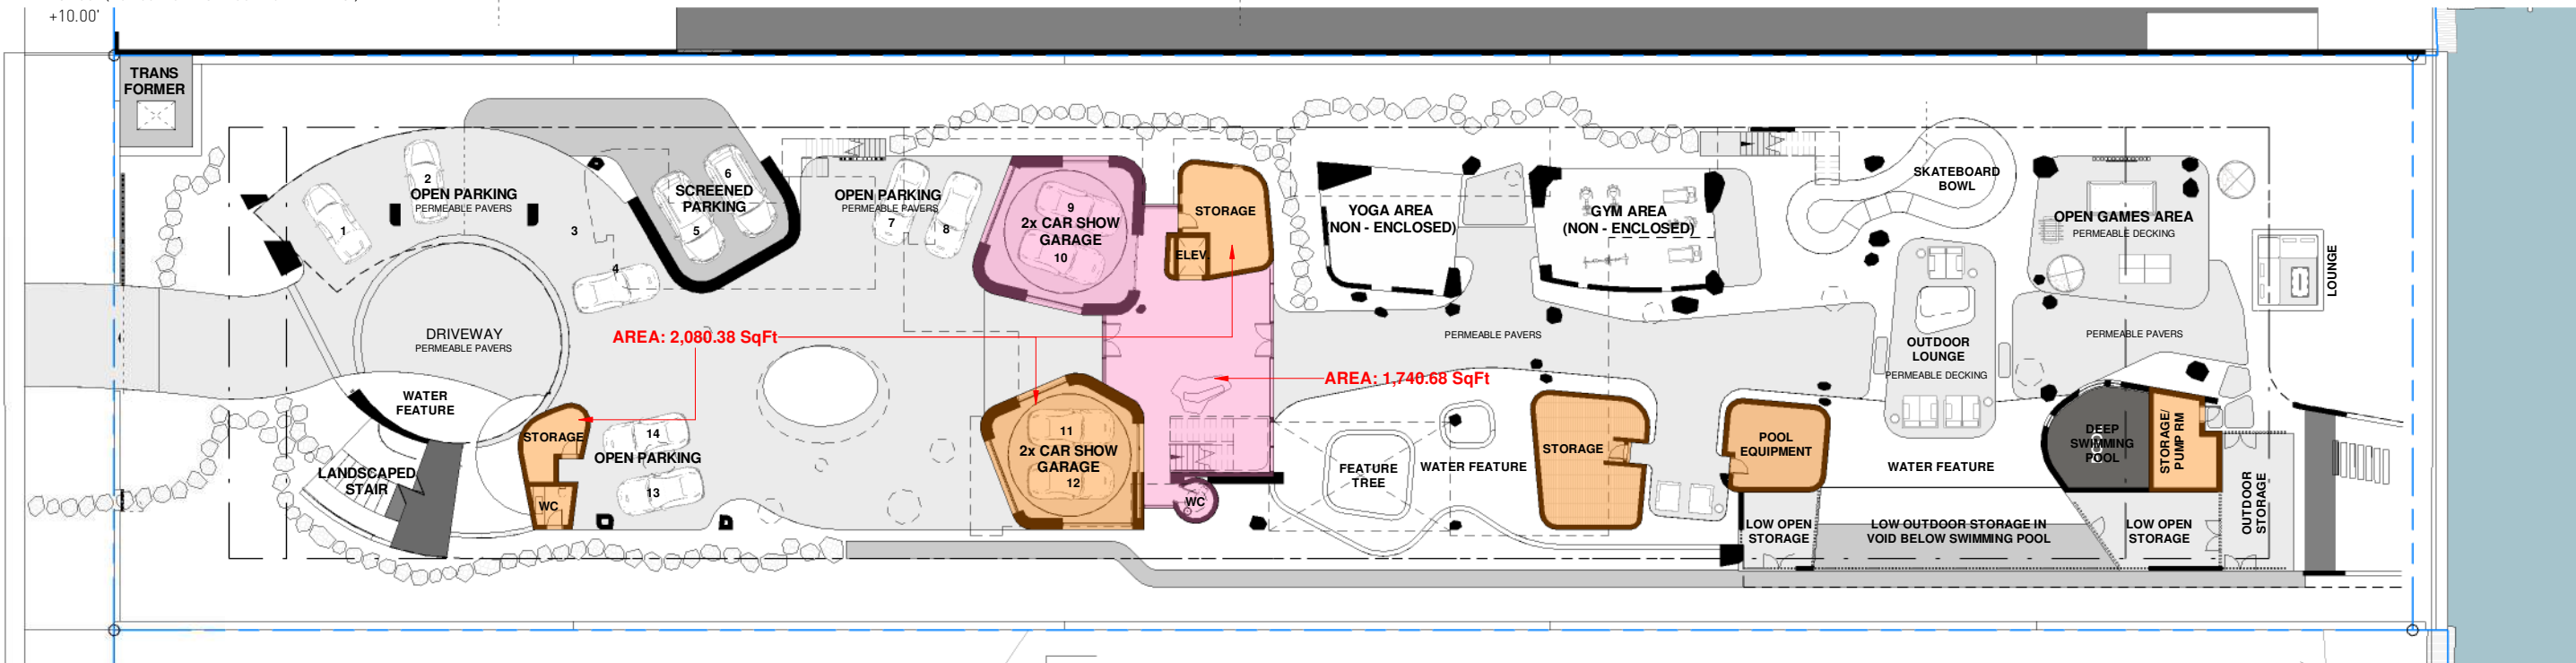 +10.00'
TRANS
FORMER
1
2
OPEN PARKING
PERMEABLE PAVERS
3
4
SCREENED
PARKING
5
6
OPEN PARKING
PERMEABLE PAVERS
7
8
9
2x CAR SHOW
GARAGE
10
STORAGE
ELEV.
YOGA AREA
(NON - ENCLOSED)
GYM AREA
(NON - ENCLOSED)
SKATEBOARD
BOWL
OPEN GAMES AREA
PERMEABLE DECKING
LOUNGE
DRIVEWAY
PERMEABLE PAVERS
AREA: 2,080.38 SqFt
AREA: 1,740.68 SqFt
PERMEABLE PAVERS
OUTDOOR
LOUNGE
PERMEABLE DECKING
PERMEABLE PAVERS
WATER
FEATURE
LANDSCAPED
STAIR
STORAGE
WC
14
OPEN PARKING
13
11
2x CAR SHOW
GARAGE
12
WC
FEATURE
TREE
WATER FEATURE
STORAGE
POOL
EQUIPMENT
WATER FEATURE
DEEP
SWIMMING
POOL
STORAGE/
PUMP RM
OUTDOOR
STORAGE
LOW OPEN
STORAGE
LOW OUTDOOR STORAGE IN
VOID BELOW SWIMMING POOL
LOW OPEN
STORAGE